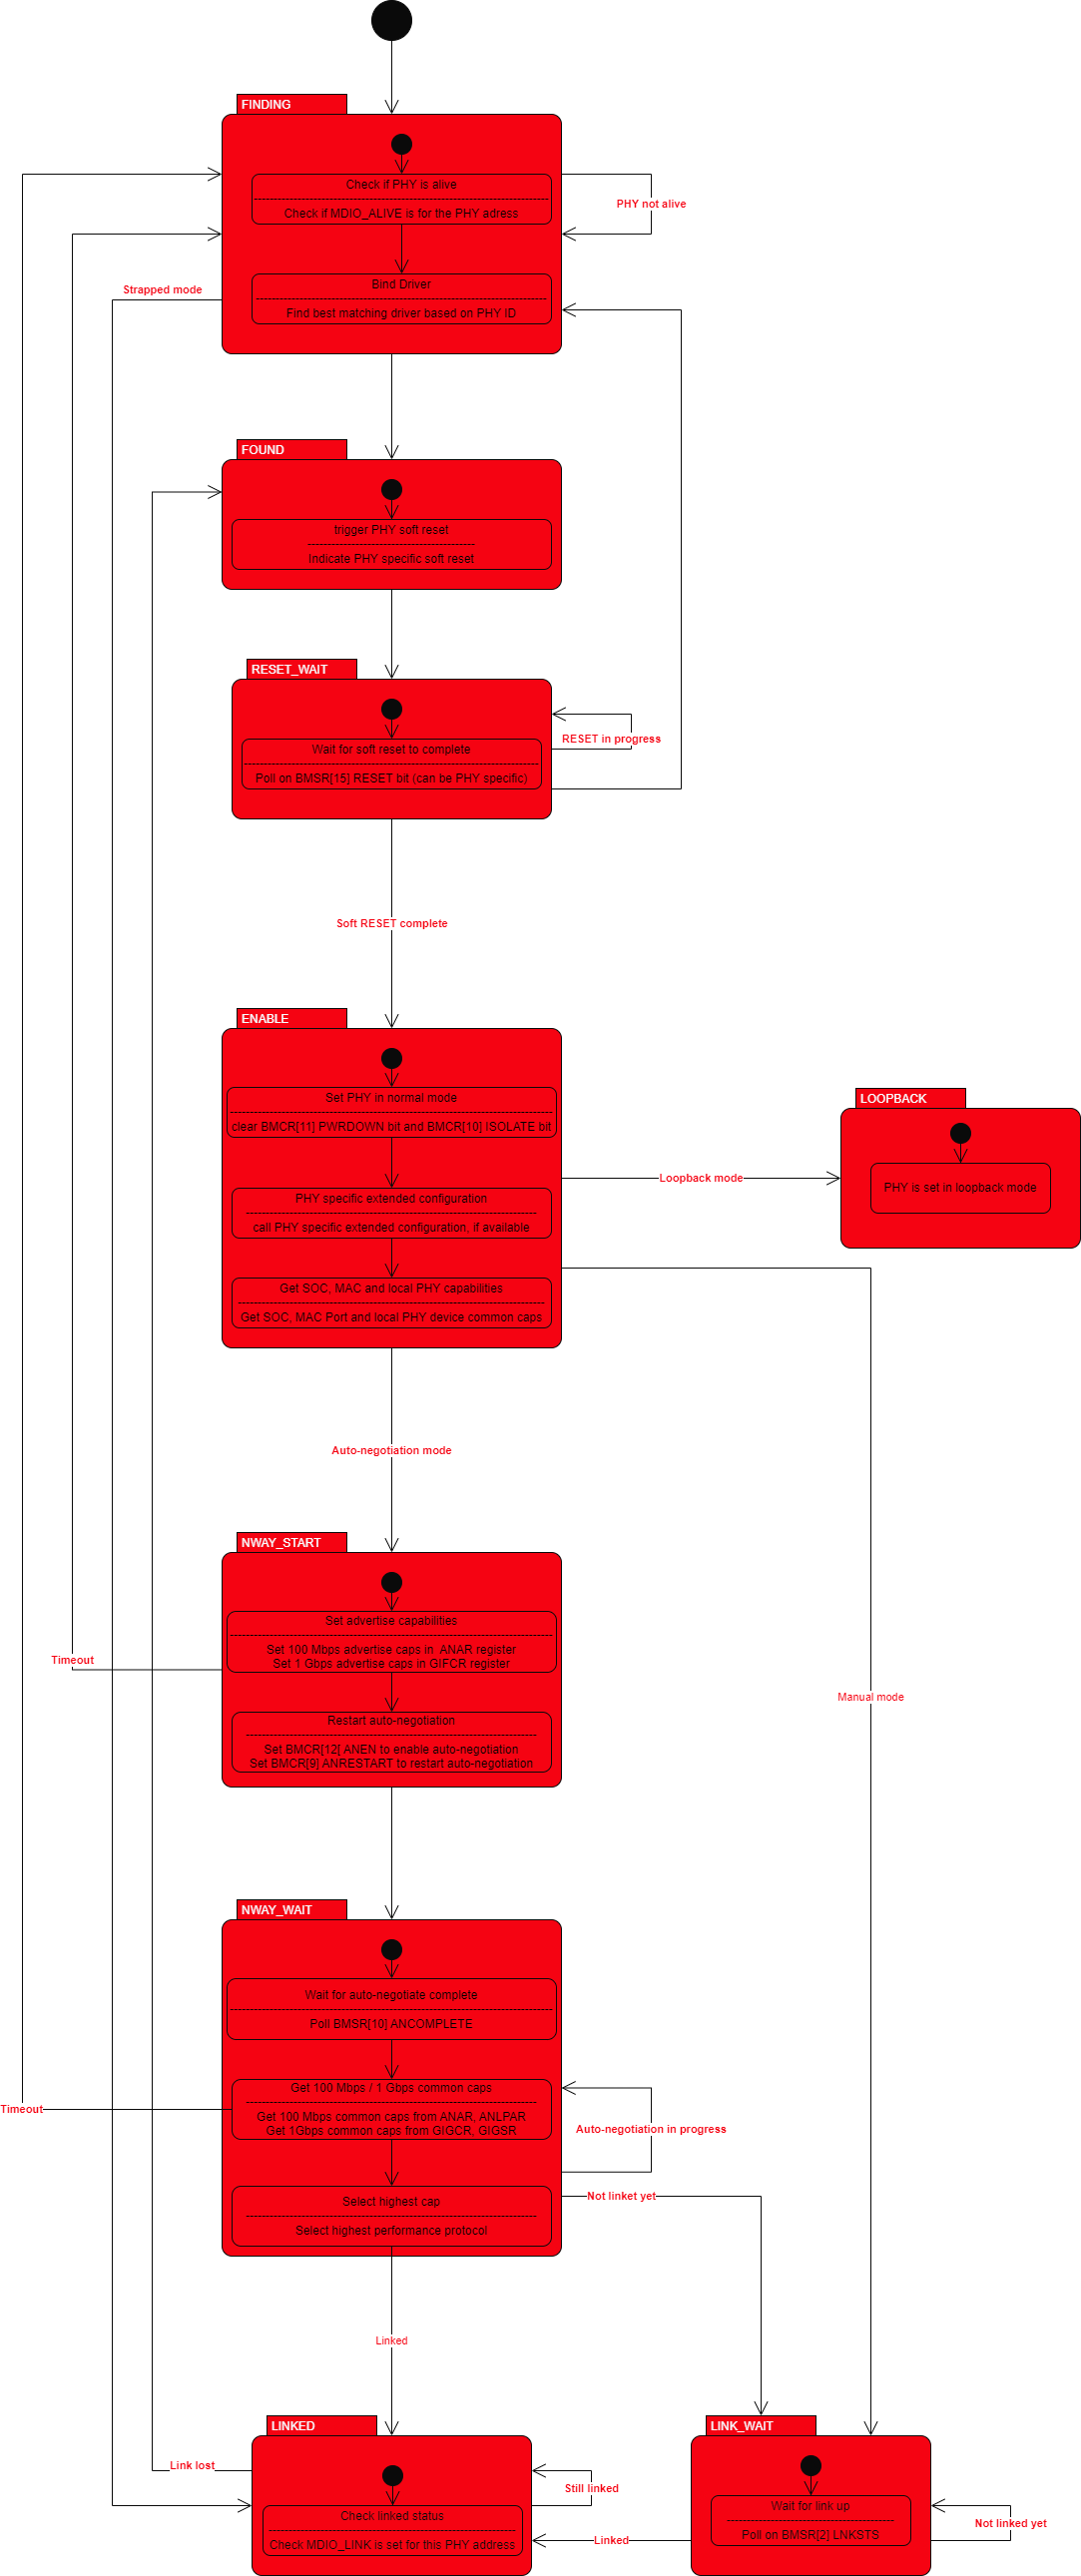 FINDING
Check if PHY is alive
Check if MDIO_ALIVE is for the PHY adress
PHY not alive
Bind Driver
Strapped mode
Find best matching driver based on PHY ID
FOUND
trigger PHY soft reset
Indicate PHY specific soft reset
RESET_WAIT
RESET in progress
Wait for soft reset to complete
Poll on BMSR[15] RESET bit (can be PHY specific)
Soft RESET complete
ENABLE
Set PHY in normal mode
clear BMCR[11] PWRDOWN bit and BMCR[10] ISOLATE bit
LOOPBACK
Loopback mode
PHY is set in loopback mode
PHY specific extended configuration
call PHY specific extended configuration, if available
Get SOC, MAC and local PHY capabilities
Get SOC, MAC Port and local PHY device common caps
Auto-negotiation mode
NWAY_START
Set advertise capabilities
Set 100 Mbps advertise caps in ANAR register
Set 1 Gbps advertise caps in GIFCR register
Timeout
Manual mode
Restart auto-negotiation
Set BMCR[12[ ANEN to enable auto-negotiation
Set BMCR[9] ANRESTART to restart auto-negotiation
NWAY_WAIT
Wait for auto-negotiate complete
Poll BMSR[10] ANCOMPLETE
Get 100 Mbps / 1 Gbps common caps
Timeout
Get 100 Mbps common caps from ANAR, ANLPAR
Get 1Gbps common caps from GIGCR, GIGSR
Auto-negotiation in progress
Not linket yet
Select highest cap
Select highest performance protocol
Linked
LINKED
LINK_WAIT
Link lost
Still linked
Check linked status
Check MDIO_LINK is set for this PHY address
Wait for link up
Poll on BMSR[2] LNKSTS
Not linked yet
Linked